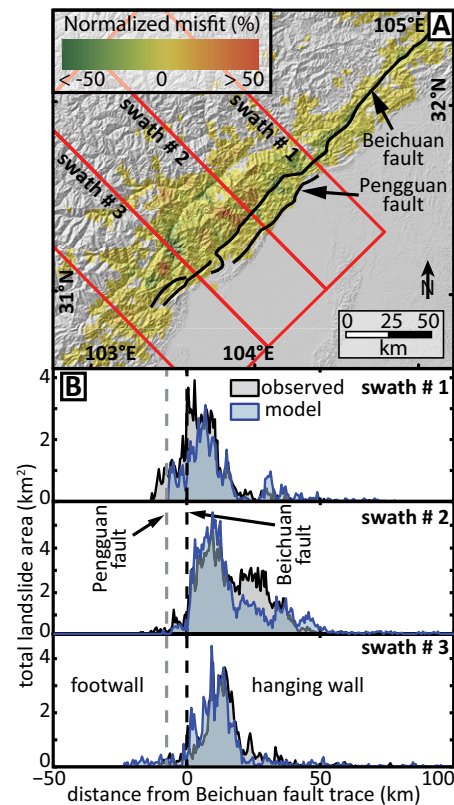 Normalized misfit (%)
< -50 0 > 50
A
105°E
32°N
swath # 1
swath # 2
swath # 3
Beichuan
fault
Pengguan
fault
31°N
N
0 25 50
km
103°E
104°E
B
observed
model
swath # 1
4
2
0
swath # 2
Pengguan
fault
Beichuan
fault
4
2
0
swath # 3
footwall
hanging wall
4
2
0
total landslide area (km²)
−50 0 50 100
distance from Beichuan fault trace (km)